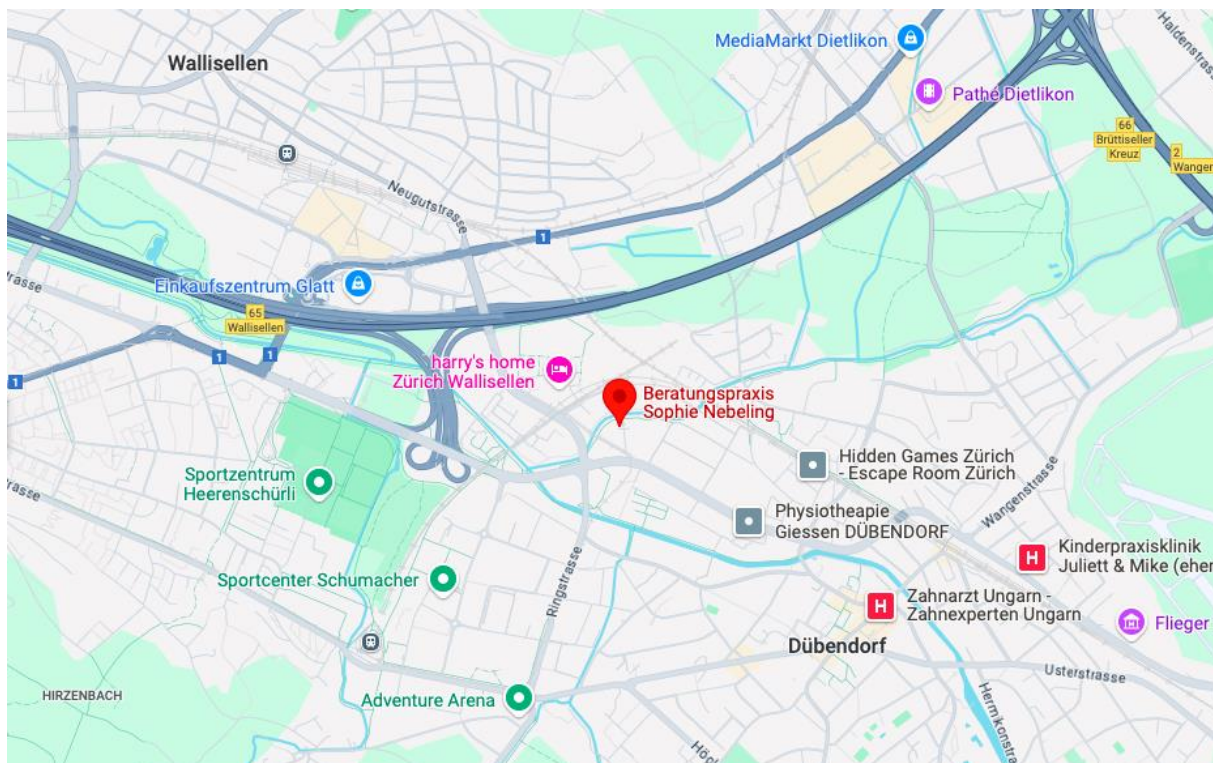 Wallisellen
MediaMarkt Dietlikon
Pathé Dietlikon
66
Brüttiseller
Kreuz
2
Wangen
Neugutstrasse
1
Einkaufszentrum Glatt
65
Wallisellen
1
1
1
harry's home
Zürich Wallisellen
Beratungspraxis
Sophie Nebeling
Hidden Games Zürich
- Escape Room Zürich
Sportzentrum
Heerenschürli
Wangenstrasse
Physiotheapie
Giessen DÜBENDORF
Kinderpraxisklinik
Juliett & Mike (eher
Sportcenter Schumacher
Ringstrasse
Zahnarzt Ungarn -
Zahnexperten Ungarn
Flieger
Dübendorf
Usterstrasse
HIRZENBACH
Adventure Arena